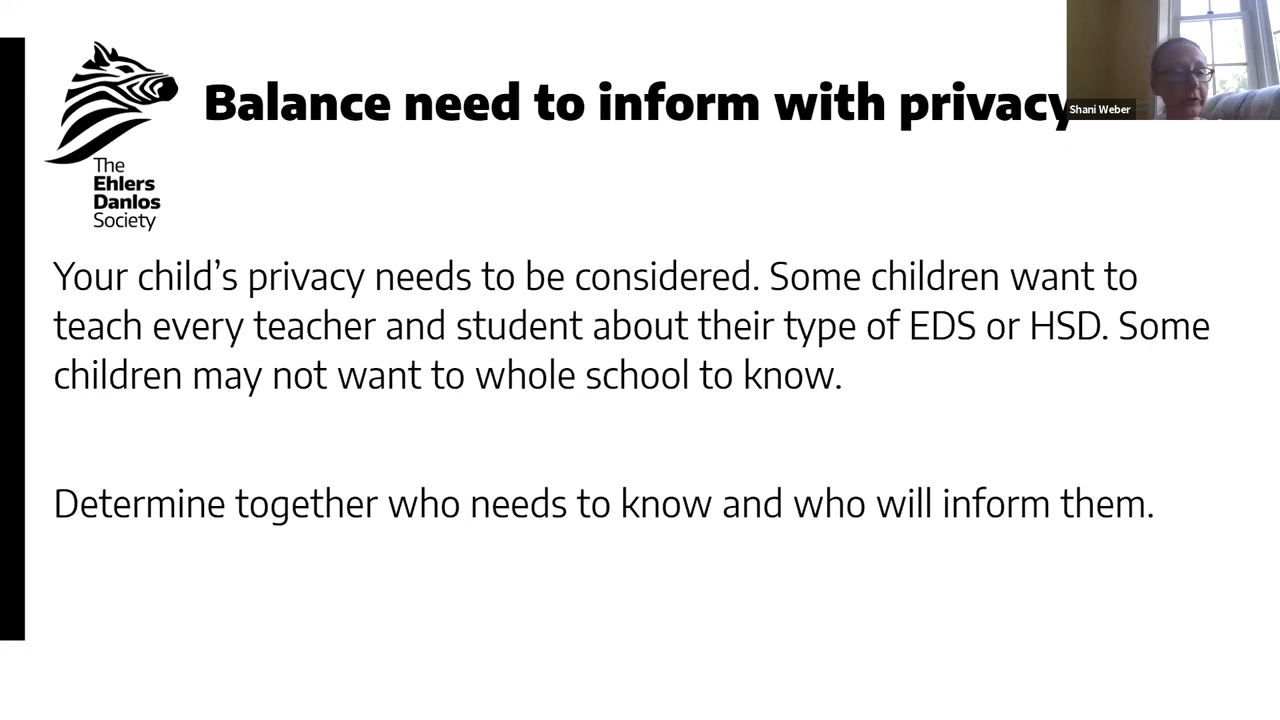 Balance need to inform with privacy
Shani Weber
The
Ehlers
Danlos
Society
Your child’s privacy needs to be considered. Some children want to
teach every teacher and student about their type of EDS or HSD. Some
children may not want to whole school to know.
Determine together who needs to know and who will inform them.